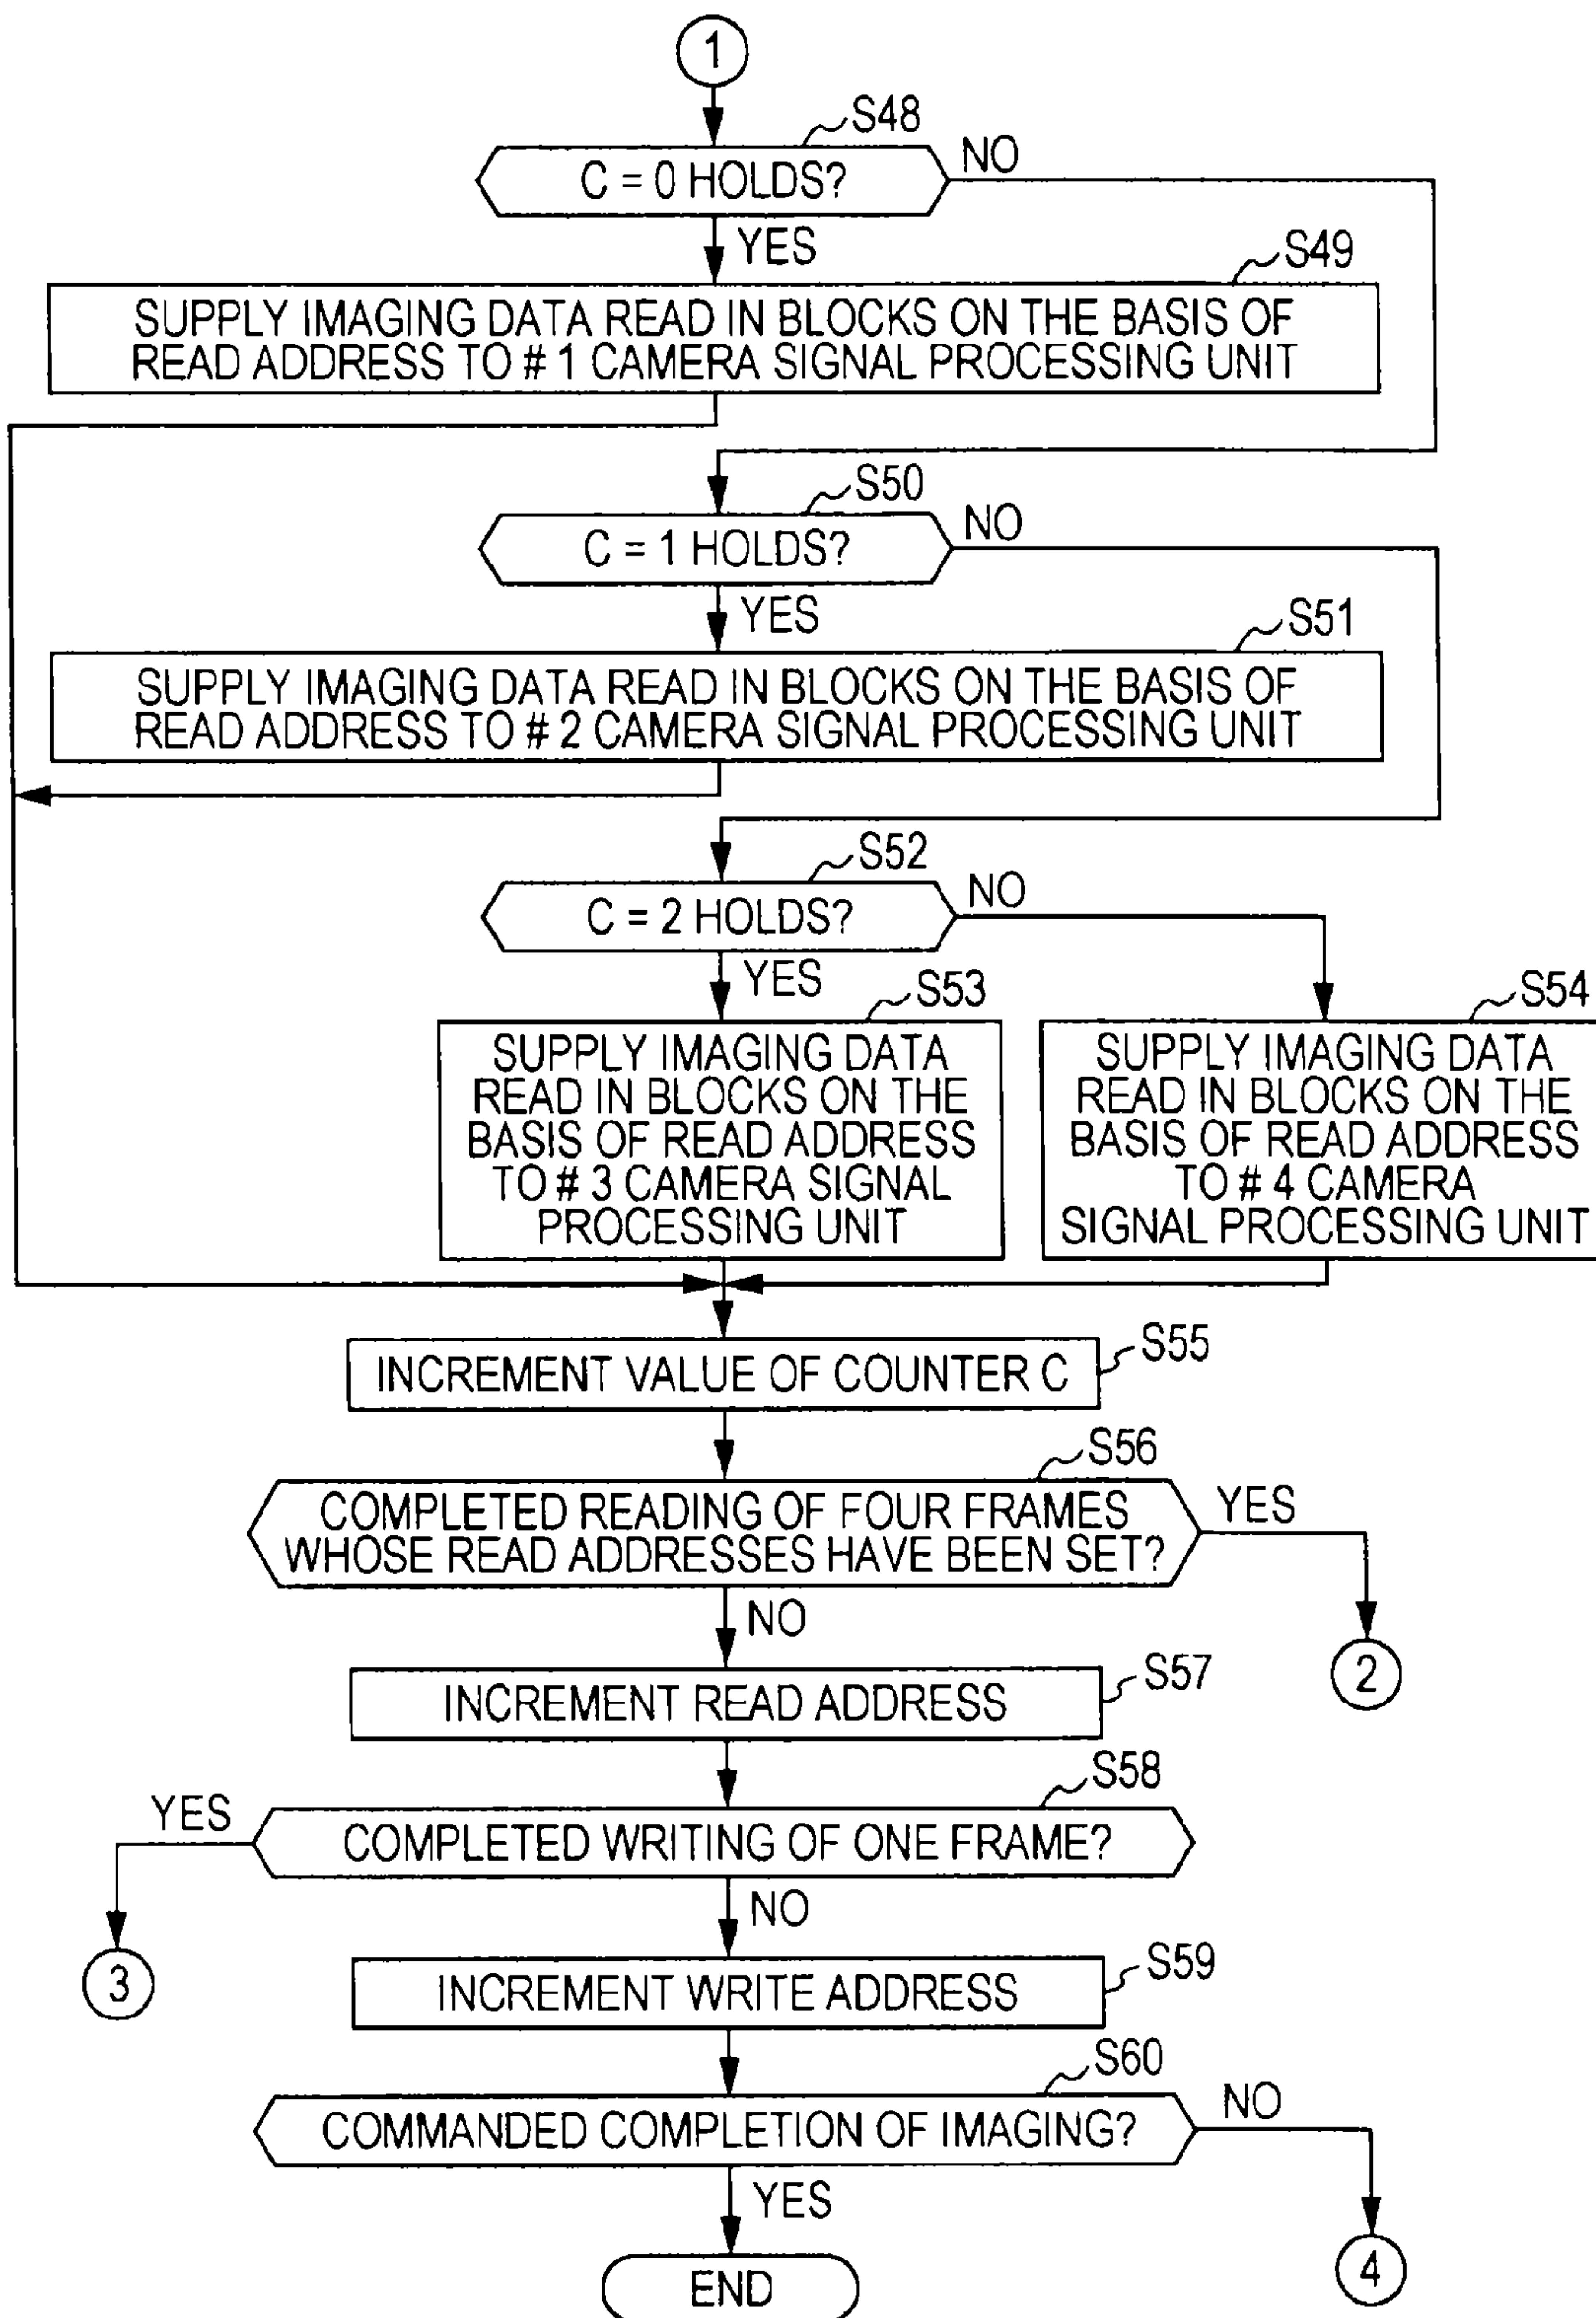 1
S48
C = 0 HOLDS?
NO
YES
S49
SUPPLY IMAGING DATA READ IN BLOCKS ON THE BASIS OF
READ ADDRESS TO # 1 CAMERA SIGNAL PROCESSING UNIT
S50
C = 1 HOLDS?
NO
YES
S51
SUPPLY IMAGING DATA READ IN BLOCKS ON THE BASIS OF
READ ADDRESS TO # 2 CAMERA SIGNAL PROCESSING UNIT
S52
C = 2 HOLDS?
NO
YES
S53
SUPPLY IMAGING DATA
READ IN BLOCKS ON THE
BASIS OF READ ADDRESS
TO # 3 CAMERA SIGNAL
PROCESSING UNIT
S54
SUPPLY IMAGING DATA
READ IN BLOCKS ON THE
BASIS OF READ ADDRESS
TO # 4 CAMERA
SIGNAL PROCESSING UNIT
S55
INCREMENT VALUE OF COUNTER C
S56
COMPLETED READING OF FOUR FRAMES
WHOSE READ ADDRESSES HAVE BEEN SET?
YES
2
NO
S57
INCREMENT READ ADDRESS
S58
YES
COMPLETED WRITING OF ONE FRAME?
3
NO
S59
INCREMENT WRITE ADDRESS
S60
COMMANDED COMPLETION OF IMAGING?
NO
4
YES
END